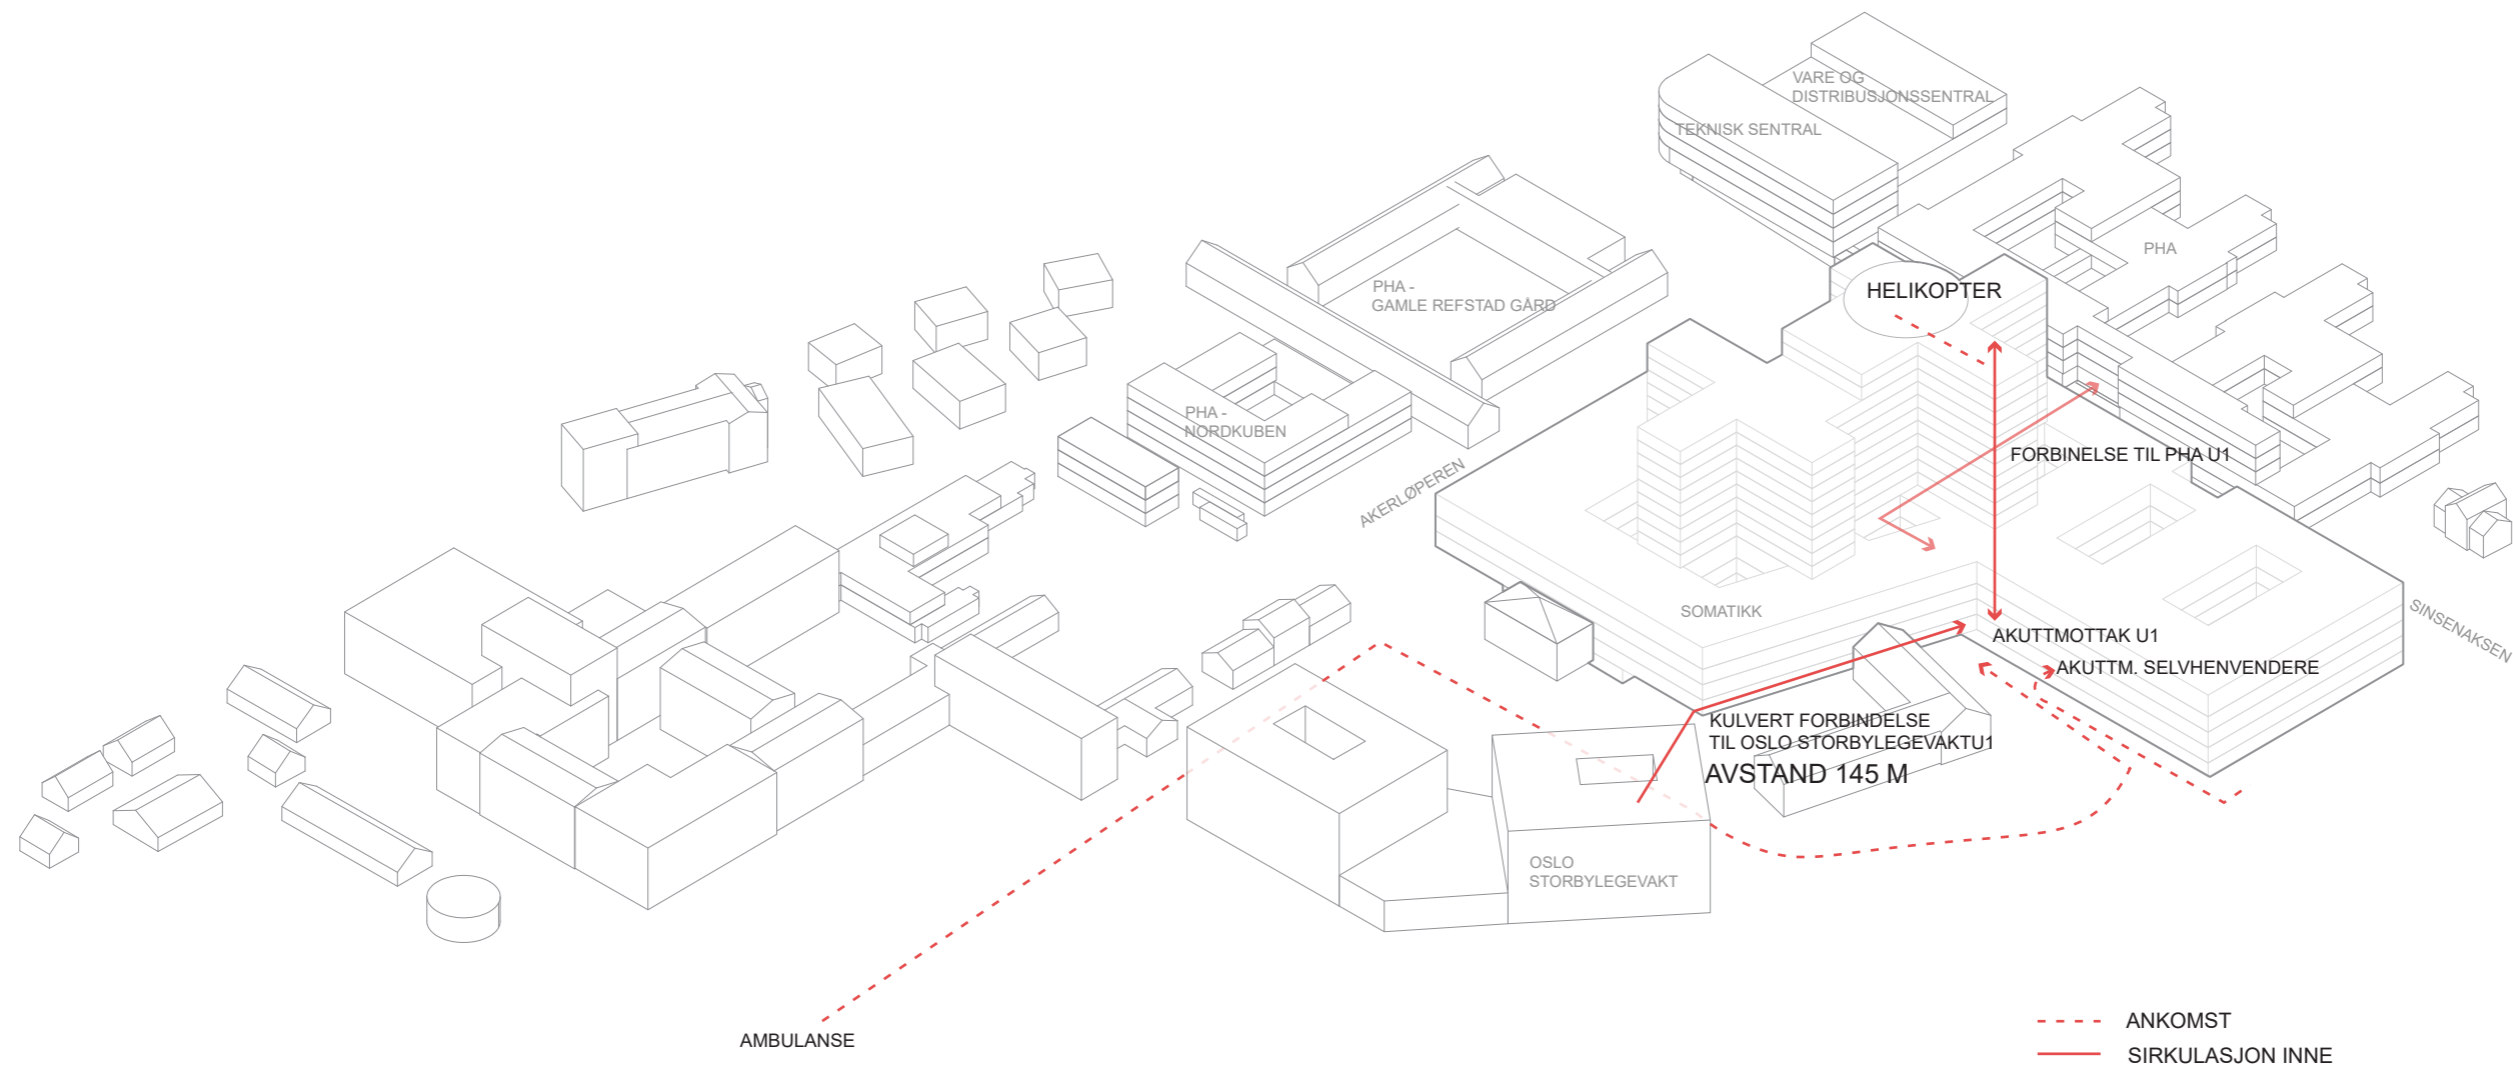 VARE OG
DISTRIBUSJONSSENTRAL
TEKNISK SENTRAL
PHA
HELIKOPTER
PHA -
GAMLE REFSTAD GÅRD
PHA -
NORDKUBEN
AKERLØPEREN
FORBINELSE TIL PHA U1
SOMATIKK
SINSENAKSEN
AKUTTMOTTAK U1
AKUTTM. SELVHENVENDERE
KULVERT FORBINDELSE
TIL OSLO STORBYLEGEVAKTU1
AVSTAND 145 M
OSLO
STORBYLEGEVAKT
AMBULANSE
ANKOMST
SIRKULASJON INNE